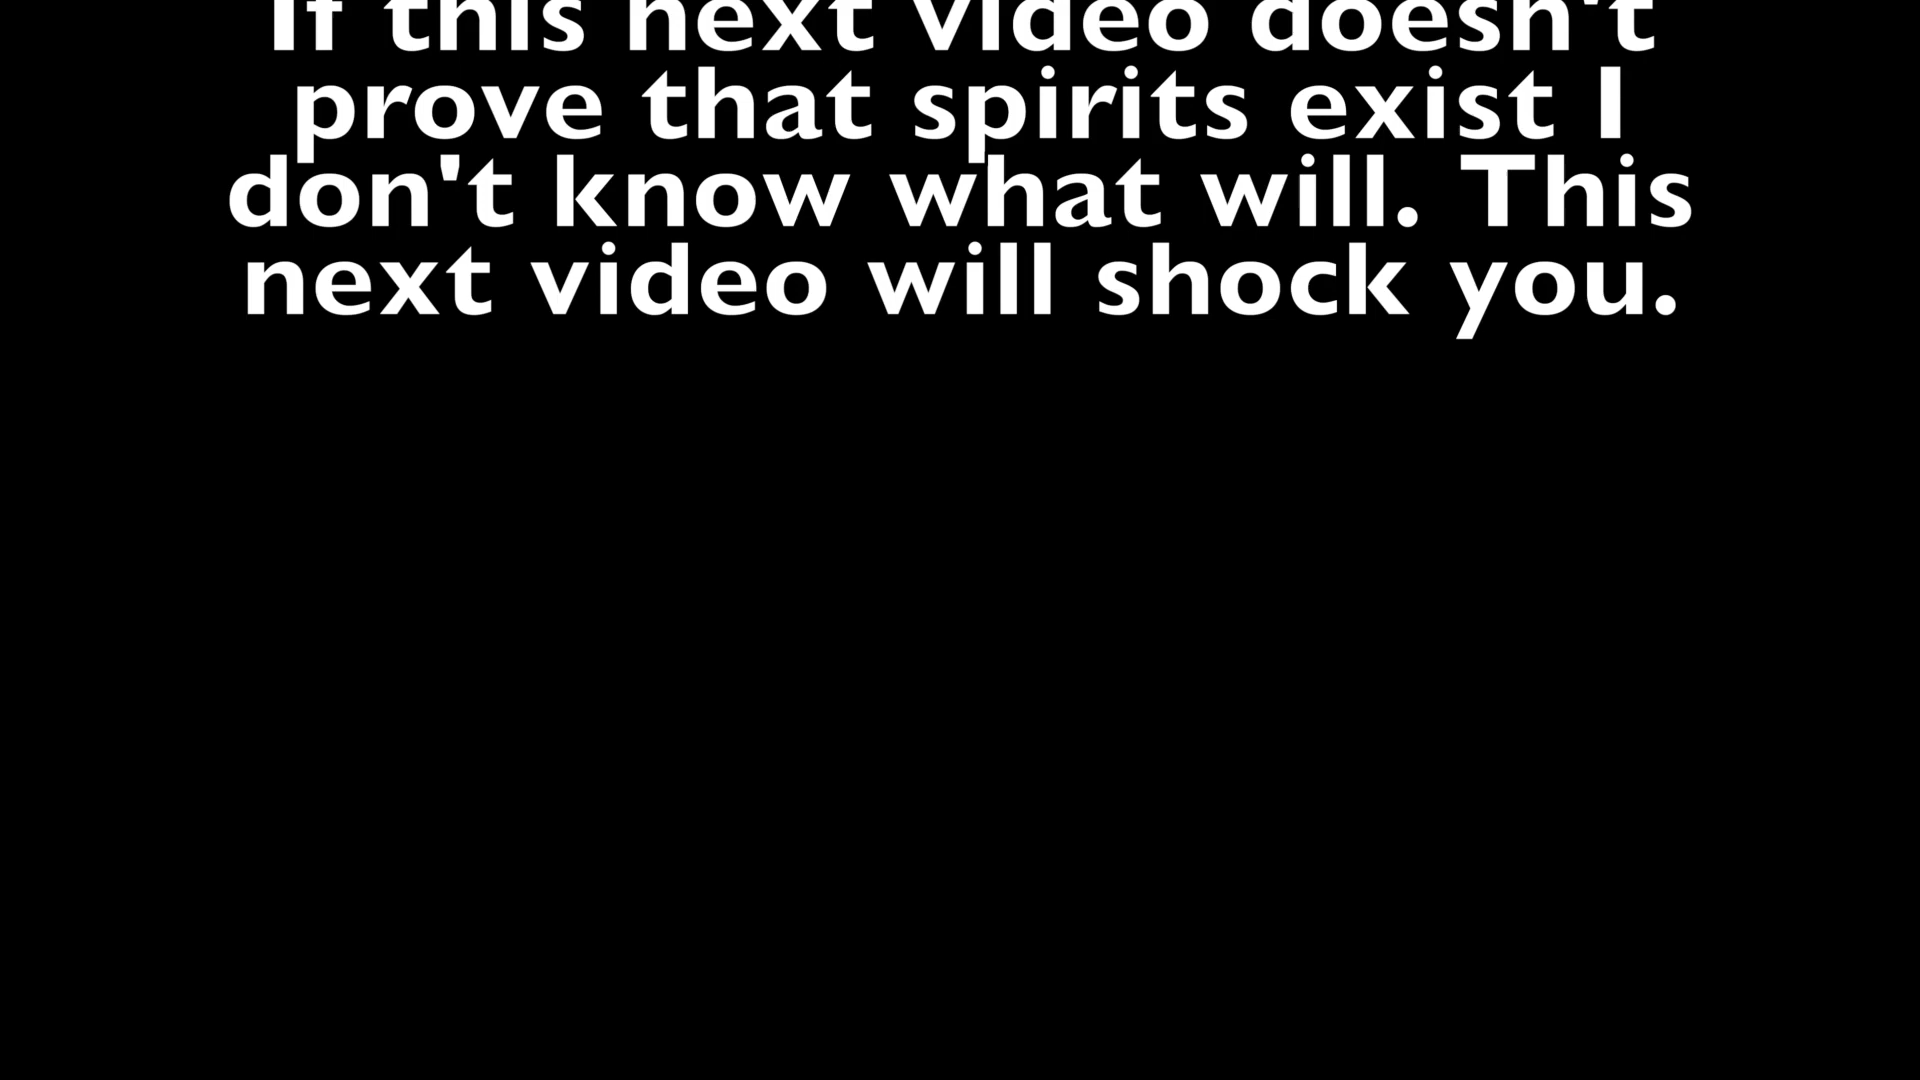 If this next video doesn't
prove that spirits exist I
don't know what will. This
next video will shock you.